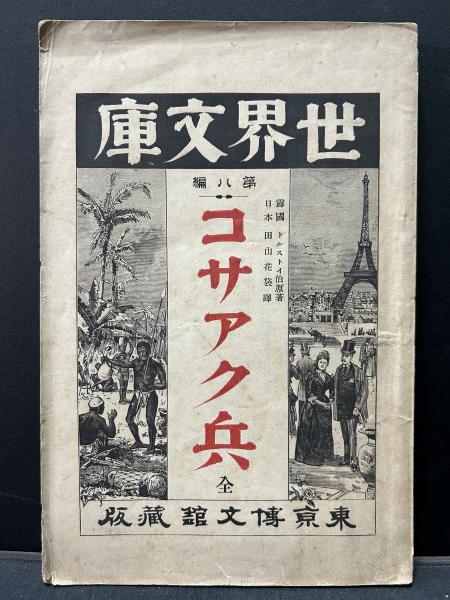 庫文界世
編八第
露國 トルストイ伯原著
日本 田山花袋譯
コサアク兵
全
版藏館文博京東